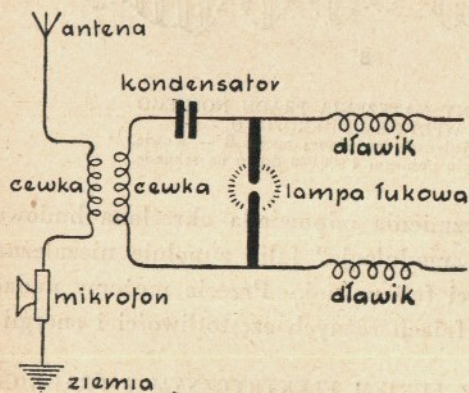 antena
kondensator
dławik
cewka
cewka
lampa łukowa
mikrofon
dławik
ziemia